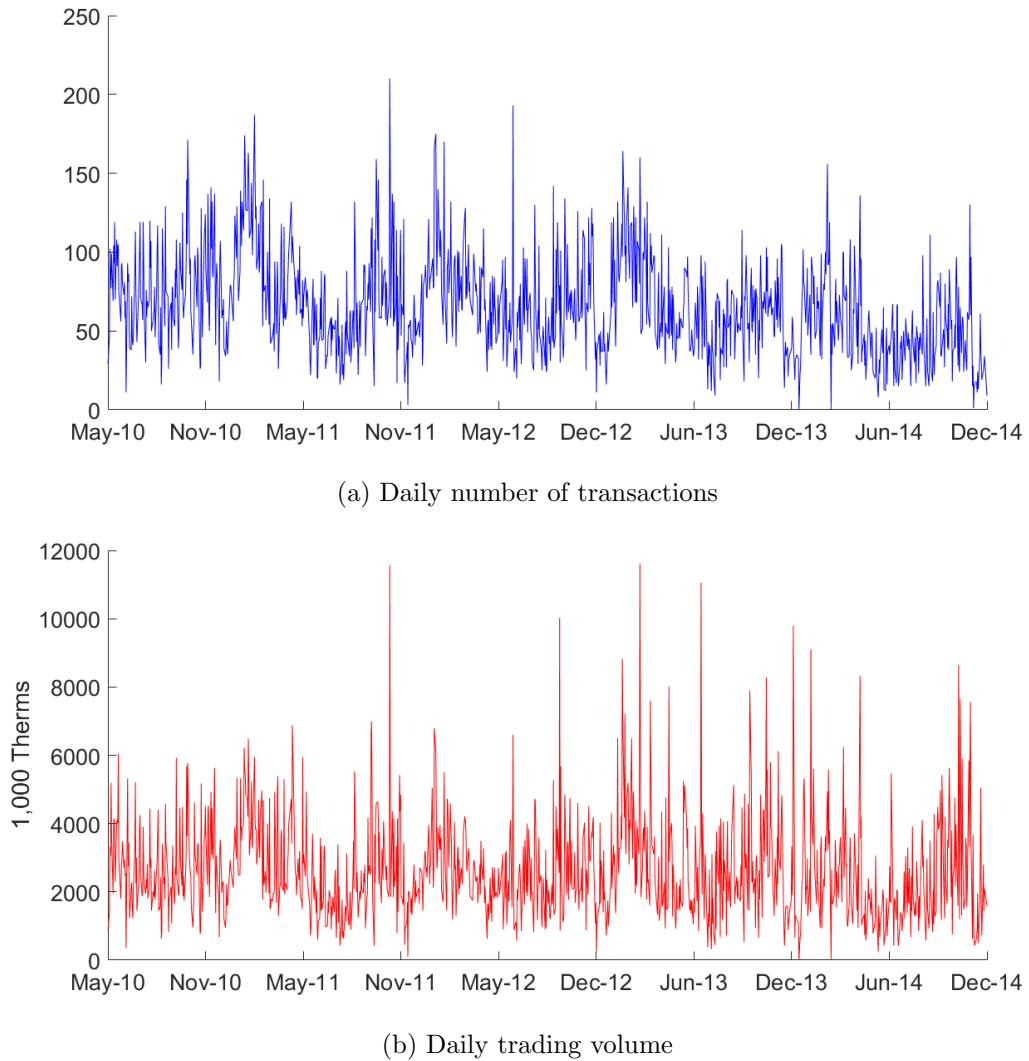 250
200
150
100
50
0
May-10 Nov-10 May-11 Nov-11 May-12 Dec-12 Jun-13 Dec-13 Jun-14 Dec-14
(a) Daily number of transactions
12000
10000
8000
6000
4000
2000
0
1,000 Therms
May-10 Nov-10 May-11 Nov-11 May-12 Dec-12 Jun-13 Dec-13 Jun-14 Dec-14
(b) Daily trading volume